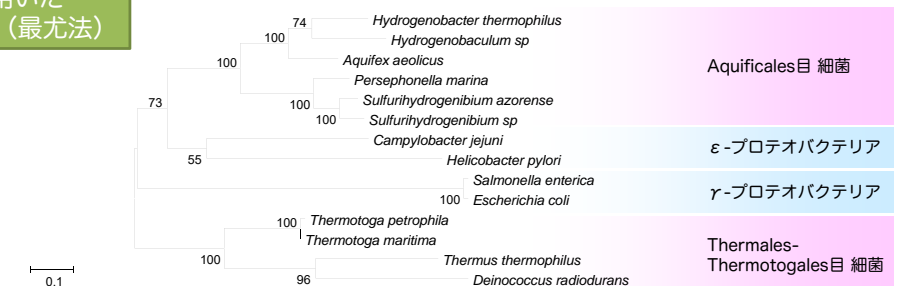 用いた
（最尤法）
74
Hydrogenobacter thermophilus
100
Hydrogenobaculum sp
100
Aquifex aeolicus
Persephonella marina
100
Sulfurihydrogenibium azorense
100
Sulfurihydrogenibium sp
Aquificales目 細菌
73
Campylobacter jejuni
55
Helicobacter pylori
ε-プロテオバクテリア
Salmonella enterica
100
Escherichia coli
γ-プロテオバクテリア
100
Thermotoga petrophila
Thermotoga maritima
100
Thermus thermophilus
96
Deinococcus radiodurans
Thermales-
Thermotogales目 細菌
0.1